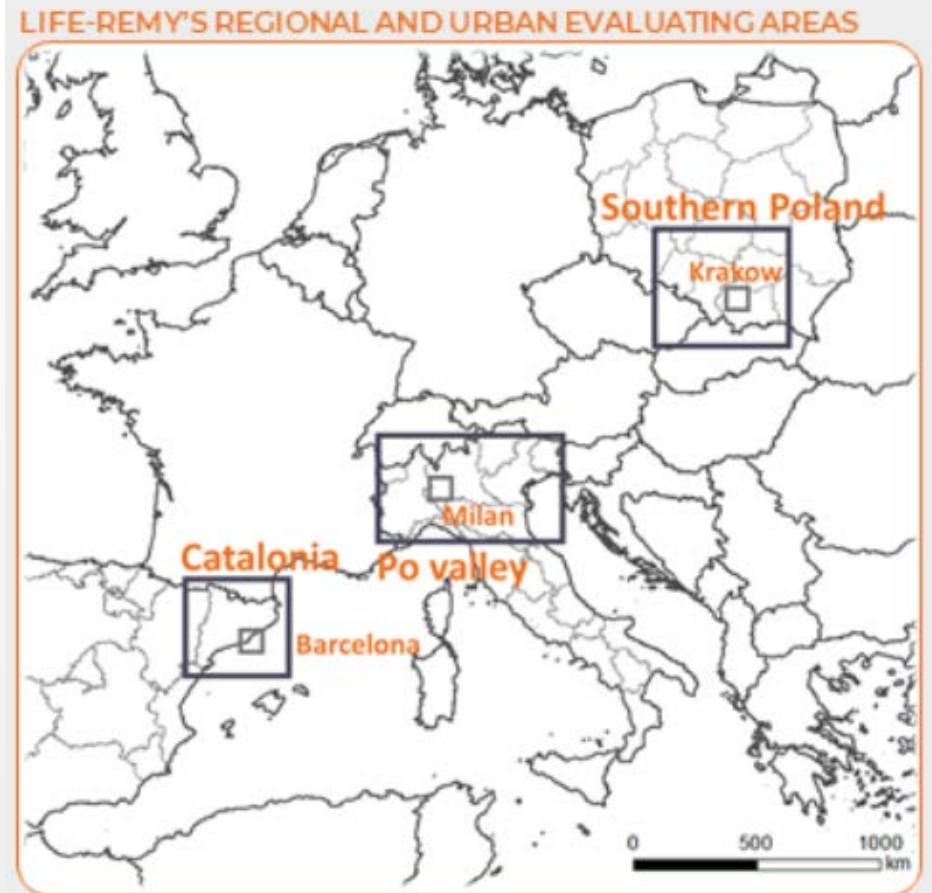 LIFE-REMY'S REGIONAL AND URBAN EVALUATING AREAS
Southern Poland
Krakow
Milan
Catalonia
Po valley
Barcelona
0 500 1000
km